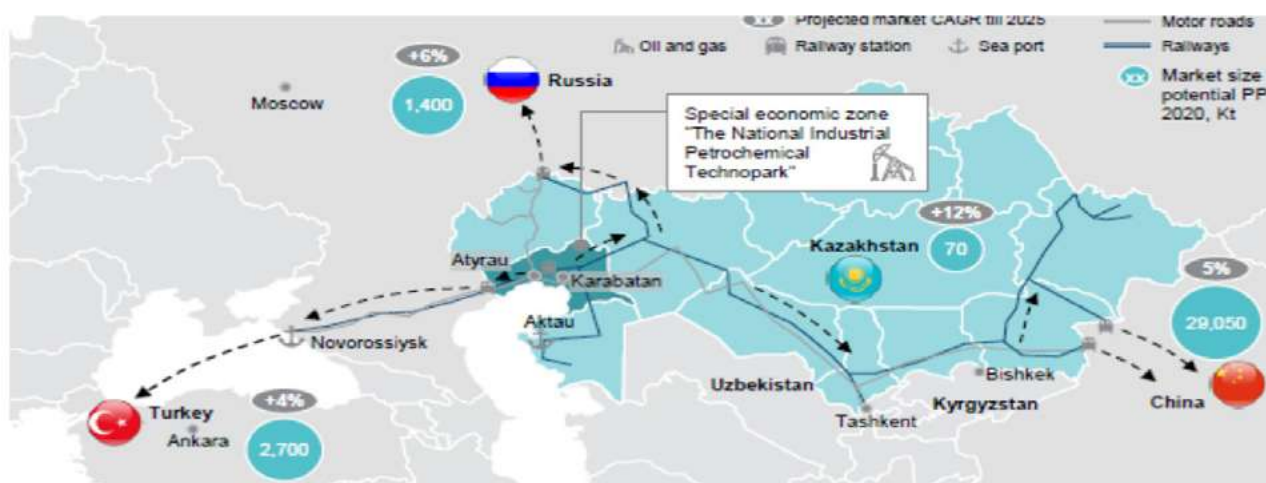 Projected market CAGR till 2025
Motor roads
Oil and gas
Railway station
Sea port
Railways
xx
Market size
potential PP
2020, Kt
+6%
1,400
Russia
Moscow
Special economic zone
"The National Industrial
Petrochemical
Technopark"
+12%
Kazakhstan
70
Atyrau
Karabatan
5%
29,050
Aktau
Novorossiysk
Uzbekistan
Bishkek
Turkey
+4%
Kyrgyzstan
China
Ankara
Tashkent
2,700